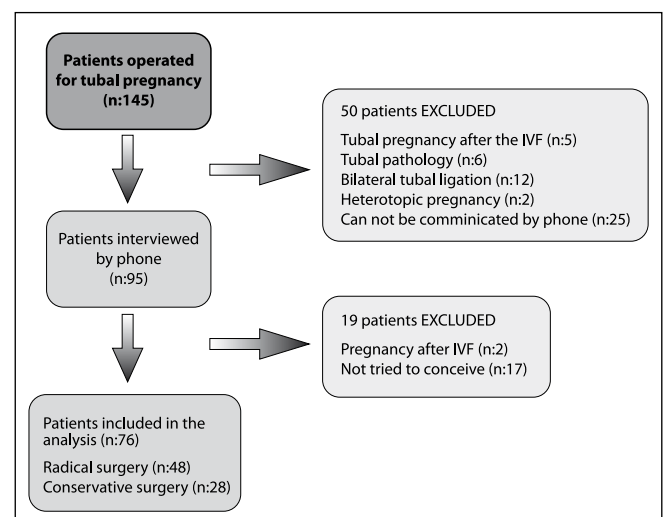 Patients operated
for tubal pregnancy
(n:145)
50 patients EXCLUDED
Tubal pregnancy after the IVF (n:5)
Tubal pathology (n:6)
Bilateral tubal ligation (n:12)
Heterotopic pregnancy (n:2)
Can not be comminicated by phone (n:25)
Patients interviewed
by phone
(n:95)
19 patients EXCLUDED
Pregnancy after IVF (n:2)
Not tried to conceive (n:17)
Patients included in the
analysis (n:76)
Radical surgery (n:48)
Conservative surgery (n:28)